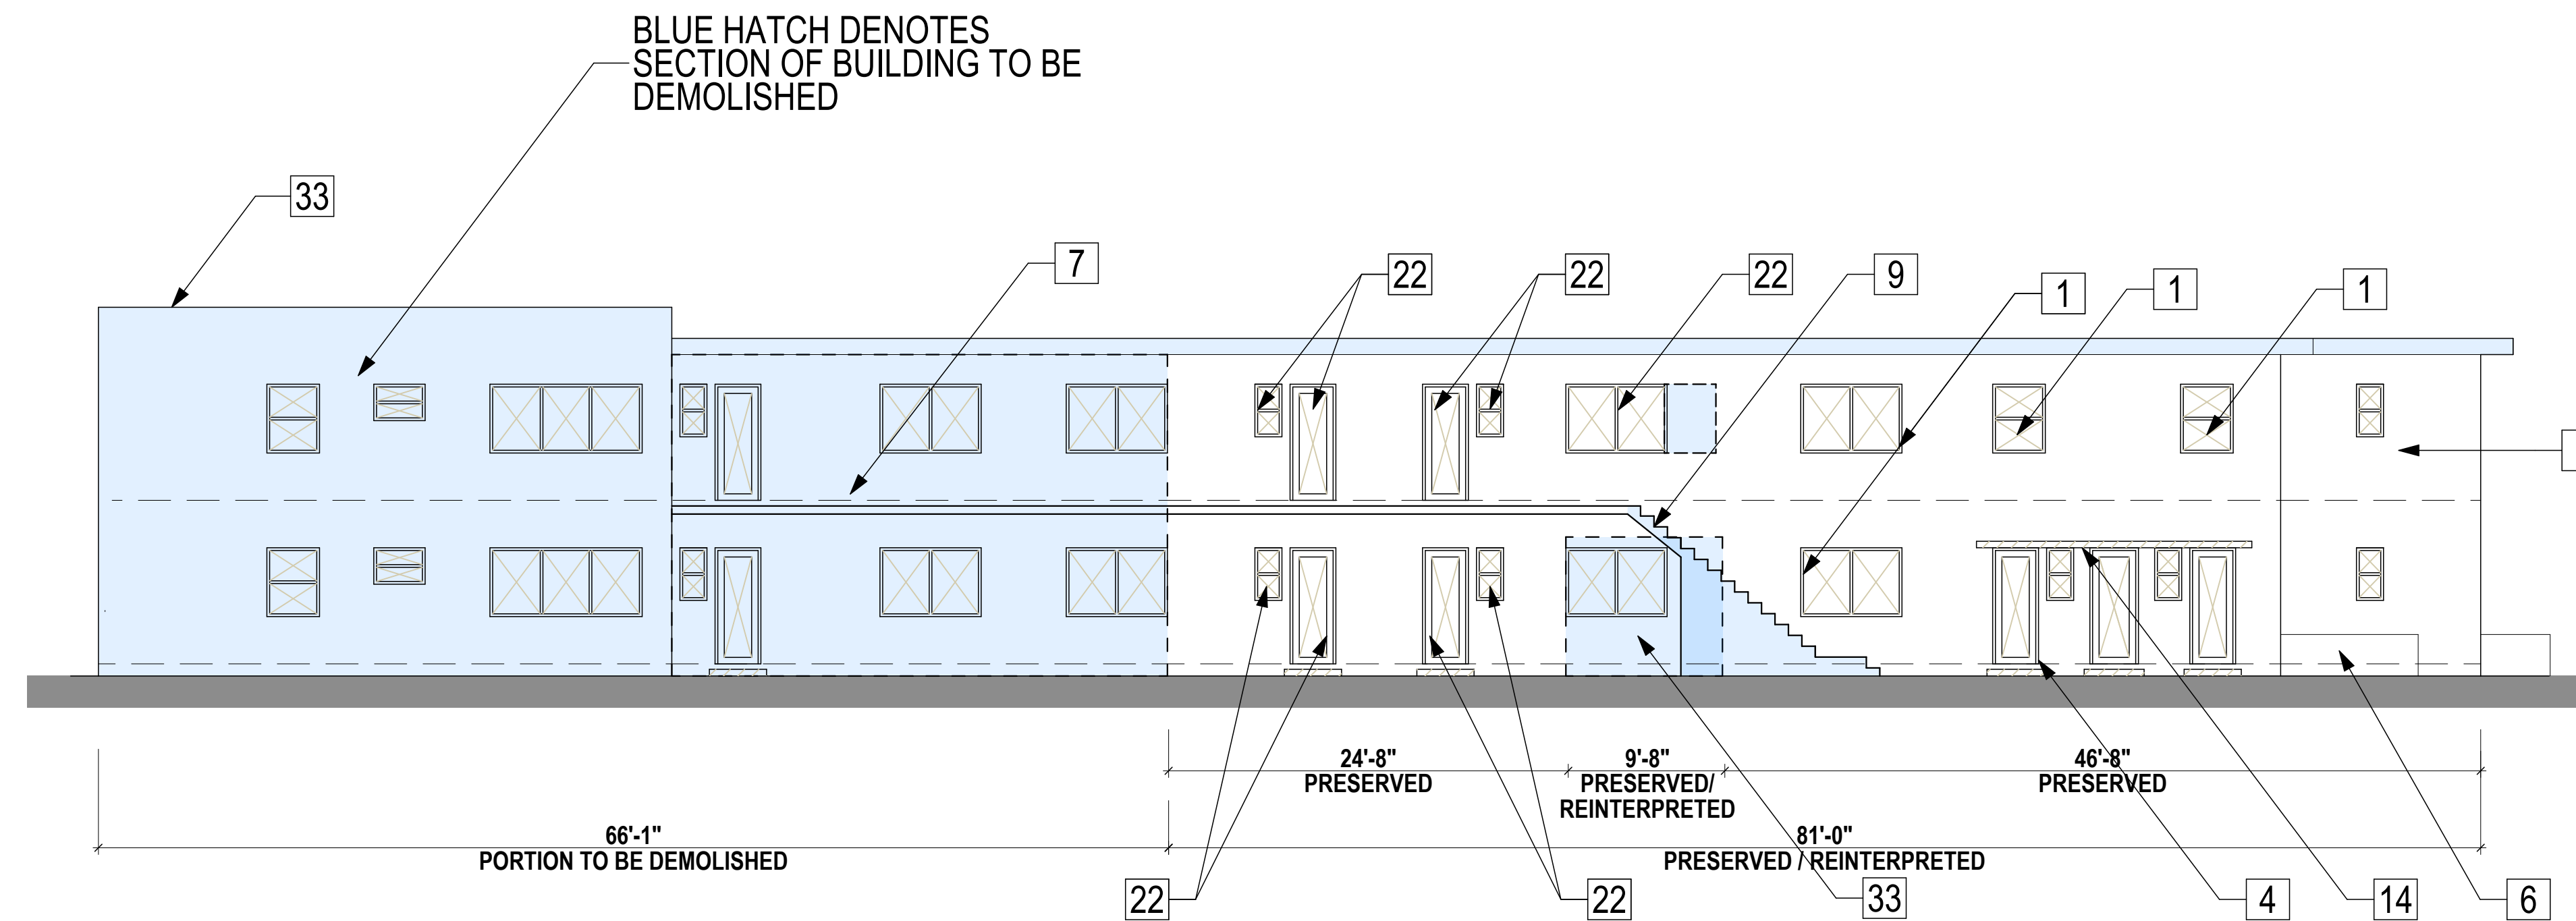 BLUE HATCH DENOTES
SECTION OF BUILDING TO BE
DEMOLISHED
33
7
22
22
22
9
1
1
1
24'-8"
PRESERVED
9'-8"
PRESERVED/
REINTERPRETED
46'-8"
PRESERVED
66'-1"
PORTION TO BE DEMOLISHED
81'-0"
PRESERVED / REINTERPRETED
22
22
33
4
14
6